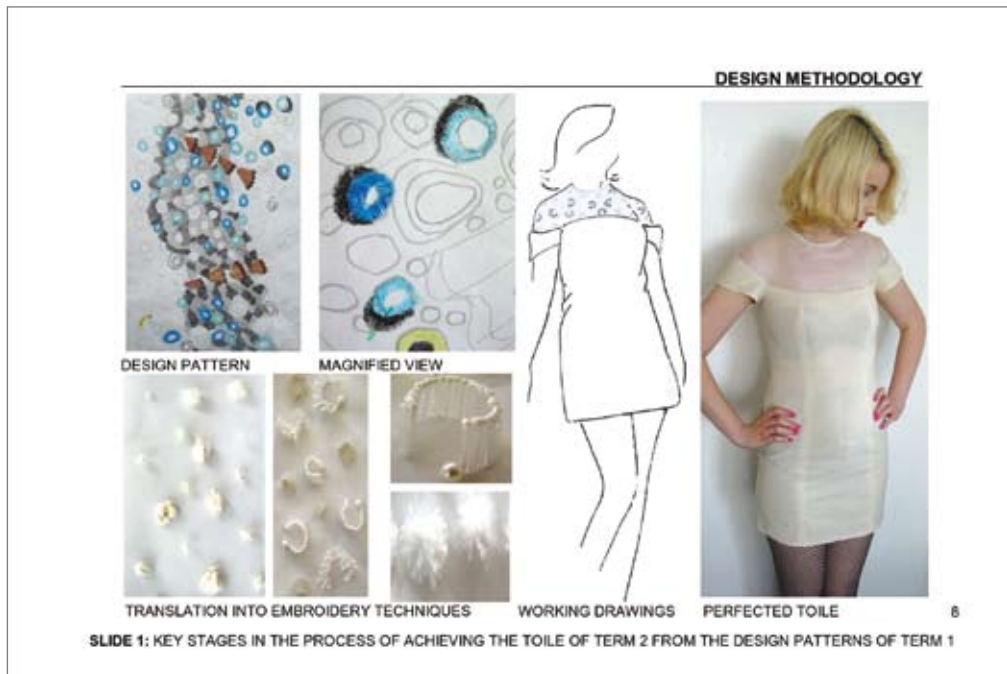 DESIGN METHODOLOGY
DESIGN PATTERN
MAGNIFIED VIEW
TRANSLATION INTO EMBROIDERY TECHNIQUES
WORKING DRAWINGS
PERFECTED TOILE
6
SLIDE 1: KEY STAGES IN THE PROCESS OF ACHIEVING THE TOILE OF TERM 2 FROM THE DESIGN PATTERNS OF TERM 1